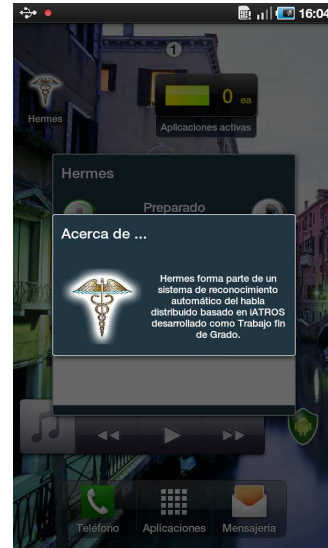 16:04
1
Hermes
0 ea
Aplicaciones activas
Hermes
Preparado
Acerca de ...
Hermes forma parte de un
sistema de reconocimiento
automático del habla
distribuido basado en iATROS
desarrollado como Trabajo fin
de Grado.
Teléfono
Aplicaciones
Mensajería